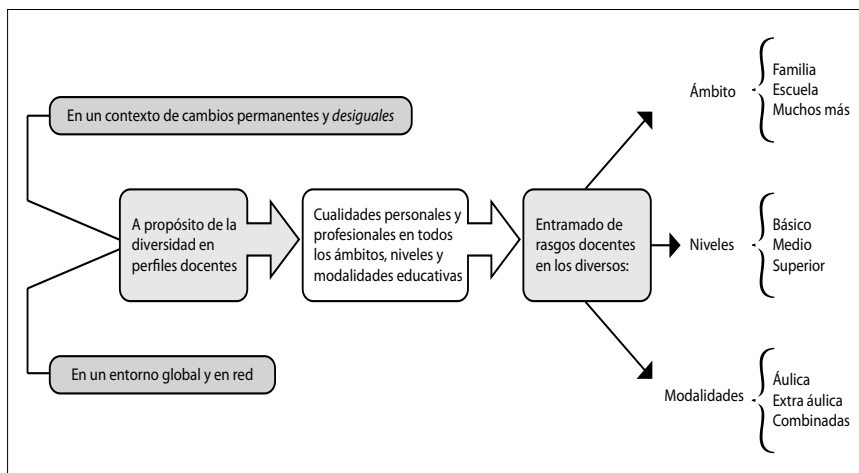 En un contexto de cambios permanentes y desiguales
A propósito de la
diversidad en
perfiles docentes
En un entorno global y en red
Cualidades personales y
profesionales en todos
los ámbitos, niveles y
modalidades educativas
Entramado de
rasgos docentes
en los diversos:
Ámbito
Familia
Escuela
Muchos más
Niveles
Básico
Medio
Superior
Modalidades
Áulica
Extra áulica
Combinadas